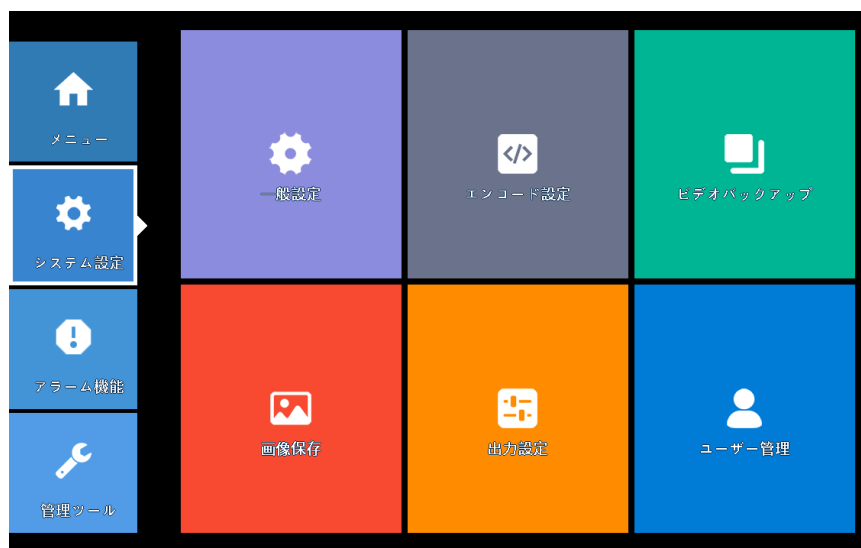 メニュー
システム設定
アラーム機能
管理ツール
一般設定
エンコード設定
ビデオバックアップ
画像保存
出力設定
ユーザー管理